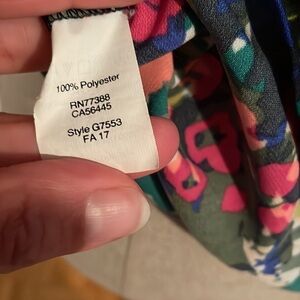 100% Polyester
RN77388
CA56445
Style G7553
FA 17